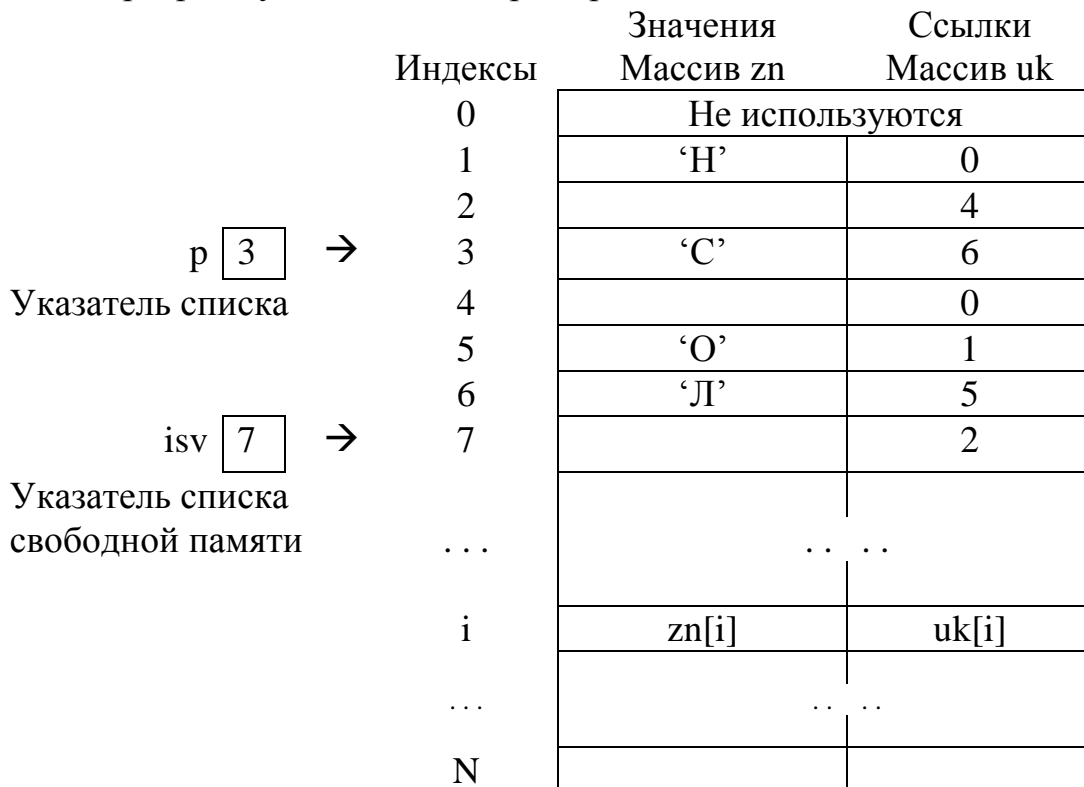 Значения Ссылки
Индексы Массив zn Массив uk
0 Не используются
1 ‘Н’ 0
2 4
p 3 → 3 ‘С’ 6
Указатель списка 4 0
5 ‘О’ 1
6 ‘Л’ 5
isv 7 → 7 2
Указатель списка
свободной памяти . . . . . . .
i zn[i] uk[i]
. . . . . . .
N